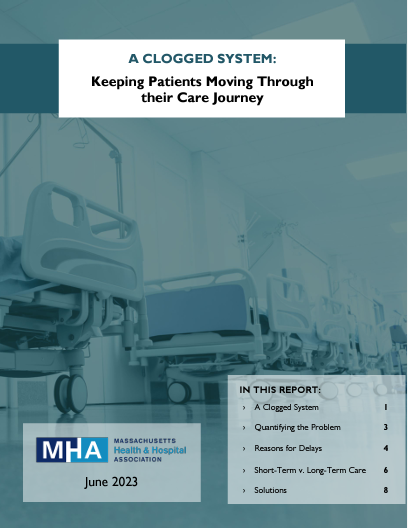 A CLOGGED SYSTEM:
Keeping Patients Moving Through
their Care Journey
IN THIS REPORT:
› A Clogged System 1
› Quantifying the Problem 3
› Reasons for Delays 4
› Short-Term v. Long-Term Care 6
› Solutions 8
MHA
MASSACHUSETTS
Health & Hospital
ASSOCIATION
June 2023